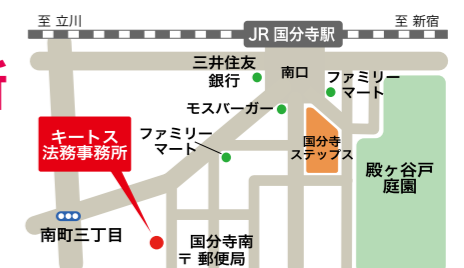 至 立川
至 新宿
JR 国分寺駅
三井住友
銀行
南口
ファミリー
マート
モスバーガー
ファミリー
マート
国分寺
ステップス
殿ヶ谷戸
庭園
キートス
法務事務所
南町三丁目
国分寺南
〒 郵便局